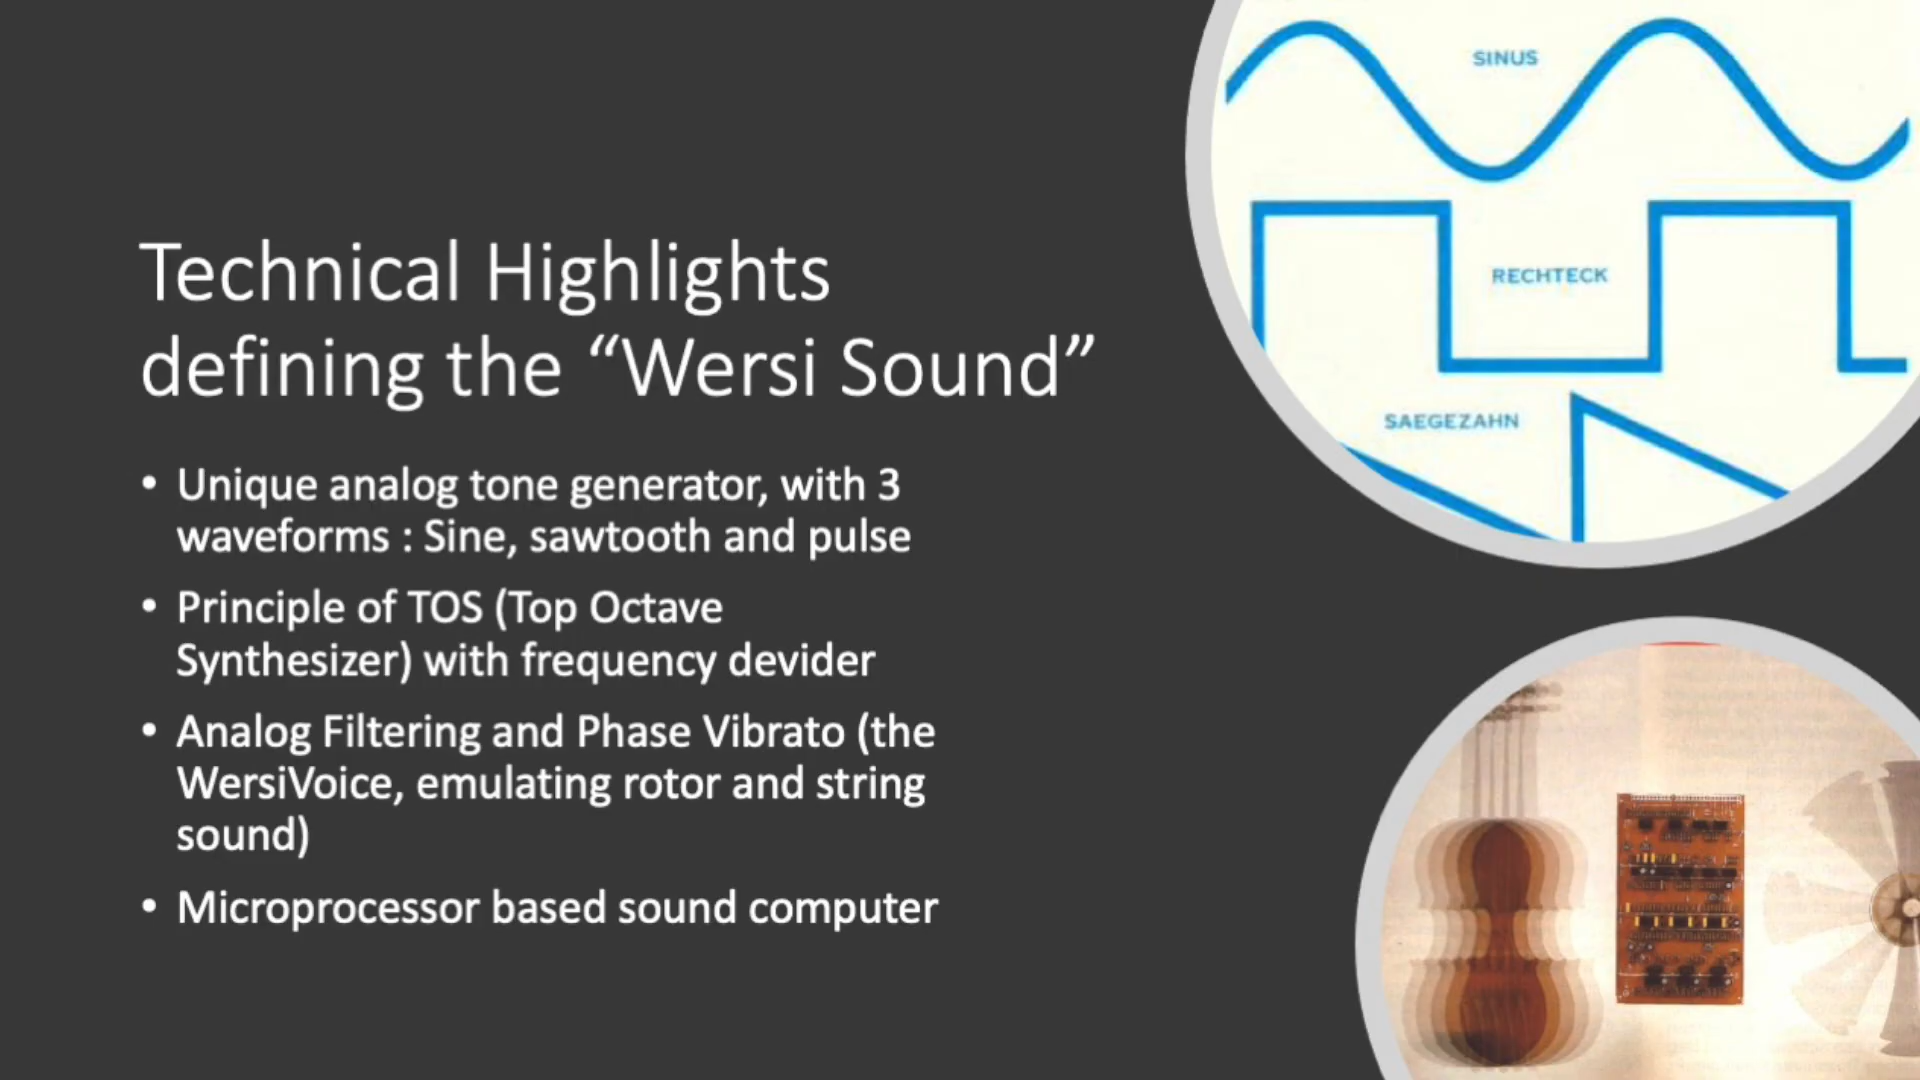 Technical Highlights
defining the “Wersi Sound”
• Unique analog tone generator, with 3
waveforms : Sine, sawtooth and pulse
• Principle of TOS (Top Octave
Synthesizer) with frequency devider
• Analog Filtering and Phase Vibrato (the
WersiVoice, emulating rotor and string
sound)
• Microprocessor based sound computer
SINUS
RECHTECK
SAEGEZAHN